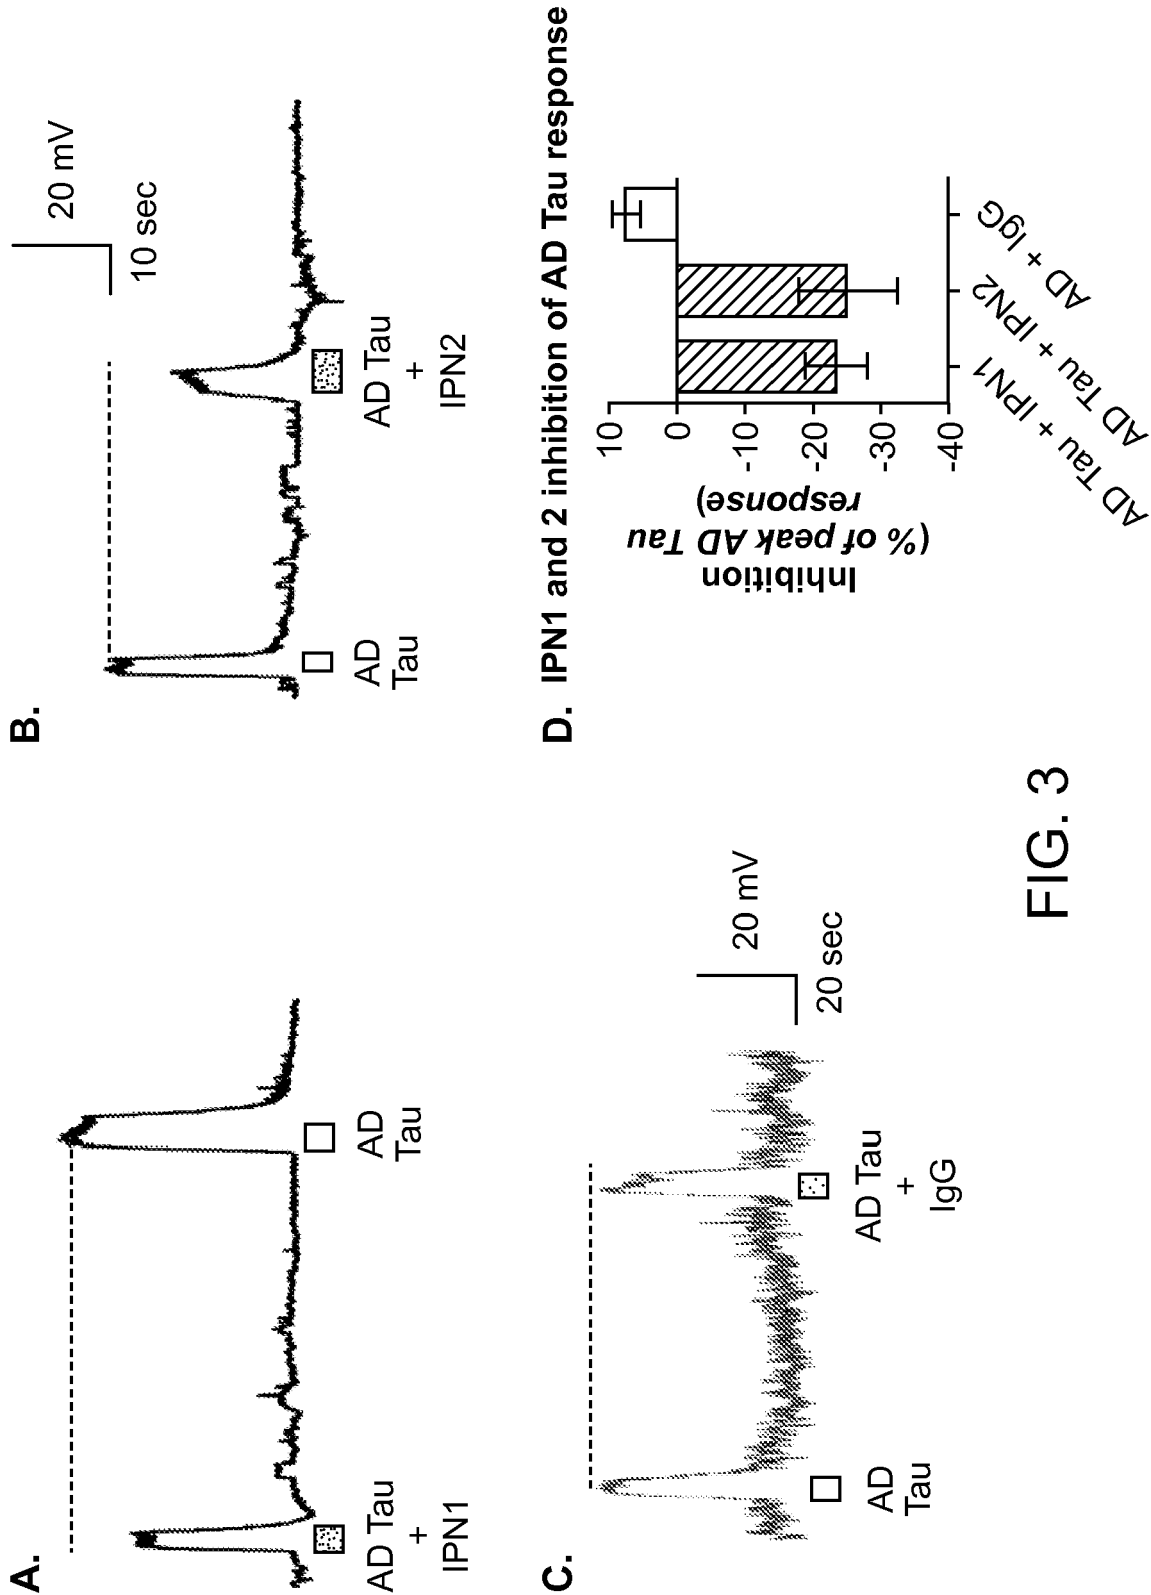 A.
AD Tau
+
IPN1
AD
Tau
B.
20 mV
10 sec
AD
Tau
AD Tau
+
IPN2
C.
20 mV
20 sec
AD
Tau
AD Tau
+
IgG
D. IPN1 and 2 inhibition of AD Tau response
Inhibition
(% of peak AD Tau
response)
10
0
-10
-20
-30
-40
AD Tau + IPN1
AD Tau + IPN2
AD + IgG
FIG. 3